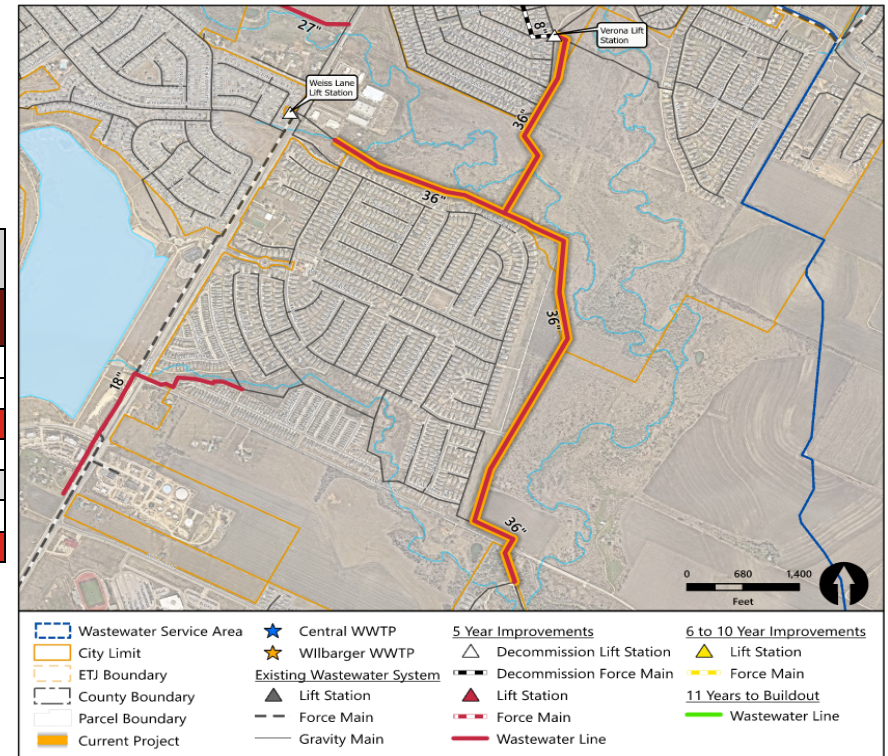 27"
8"
Verona Lift
Station
Weiss Lane
Lift Station
36"
36"
36"
18"
36"
0 680 1,400
Feet
Wastewater Service Area
City Limit
ETJ Boundary
County Boundary
Parcel Boundary
Current Project
Central WWTP
WIlbarger WWTP
Existing Wastewater System
Lift Station
Force Main
Gravity Main
5 Year Improvements
Decommission Lift Station
Decommission Force Main
Lift Station
Force Main
Wastewater Line
6 to 10 Year Improvements
Lift Station
Force Main
11 Years to Buildout
Wastewater Line